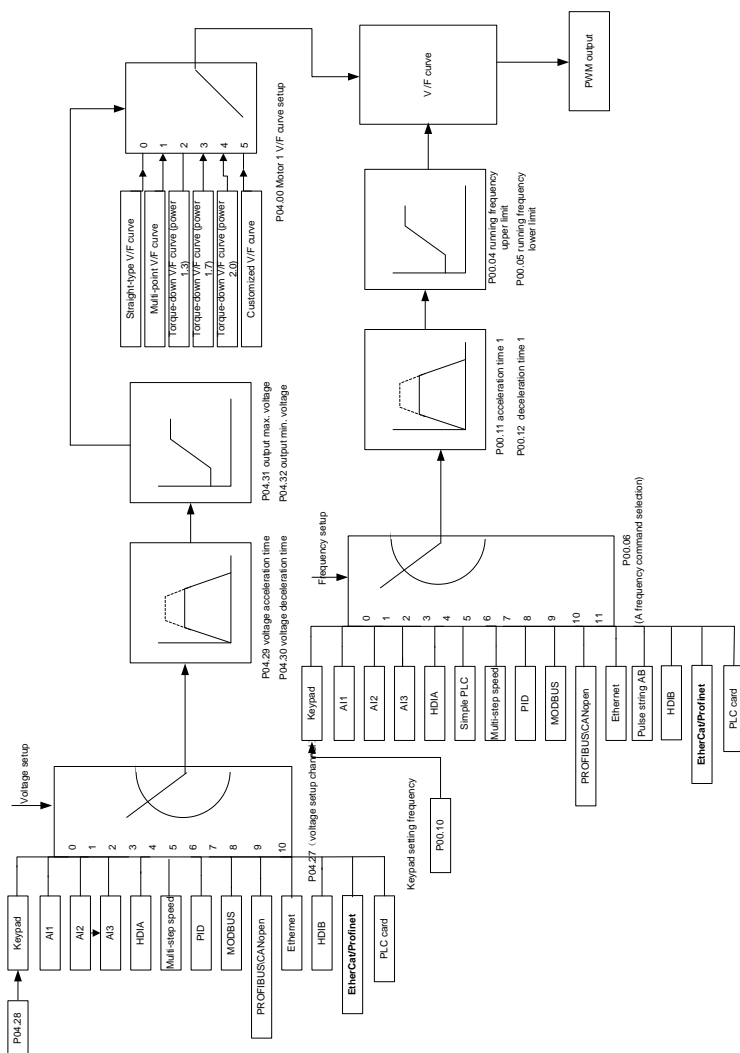 P04.28
Keypad
AI1
AI2
AI3
HDIA
Multi-step speed
PID
MODBUS
PROFIBUS\CANopen
Ethernet
HDIB
EtherCat/Profinet
PLC card
Voltage setup
0
1
2
3
4
5
6
7
8
9
10
P04.27 (voltage setup channel
P04.29 voltage acceleration time
P04.30 voltage deceleration time
P04.31 output max. voltage
P04.32 output min. voltage
Straight-type V/F curve
Multi-point V/F curve
Torque-down V/F curve (power
1.3)
Torque-down V/F curve (power
1.7)
Torque-down V/F curve (power
2.0)
Customized V/F curve
0
1
2
3
4
5
P04.00 Motor 1 V/F curve setup
Keypad setting frequency
P00.10
Keypad
AI1
AI2
AI3
HDIA
Simple PLC
Multi-step speed
PID
MODBUS
PROFIBUS\CANopen
Ethernet
Pulse string AB
HDIB
EtherCat/Profinet
PLC card
Frequency setup
0
1
2
3
4
5
6
7
8
9
10
11
P00.06
(A frequency command selection)
P00.11 acceleration time 1
P00.12 deceleration time 1
P00.04 running frequency
upper limit
P00.05 running frequency
lower limit
V/F curve
PWM output